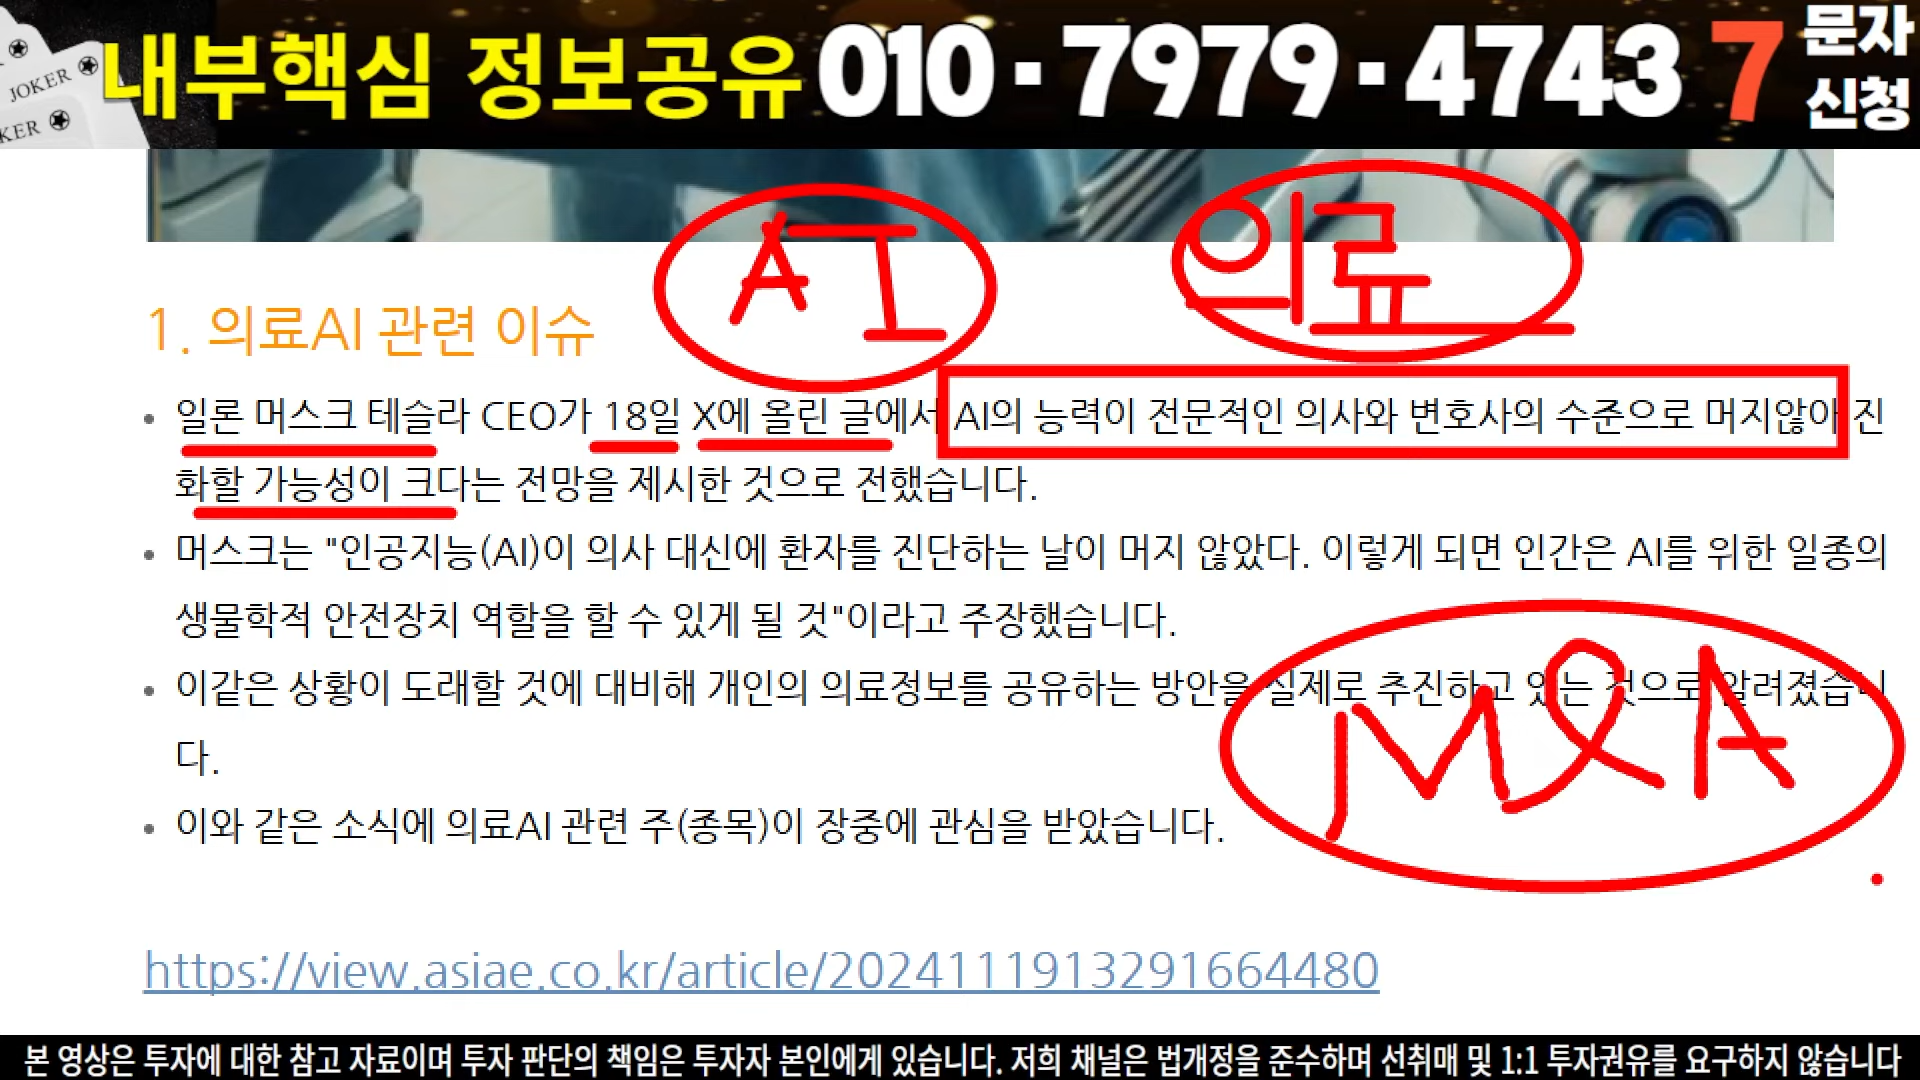 JOKER
KER
내부핵심 정보공유 010·7979·4743 7 문자 신청
AI
의료
1. 의료AI 관련 이슈
• 일론 머스크 테슬라 CEO가 18일 X에 올린 글에서 AI의 능력이 전문적인 의사와 변호사의 수준으로 머지않아 진
화할 가능성이 크다는 전망을 제시한 것으로 전했습니다.
• 머스크는 "인공지능(AI)이 의사 대신에 환자를 진단하는 날이 머지 않았다. 이렇게 되면 인간은 AI를 위한 일종의
생물학적 안전장치 역할을 할 수 있게 될 것"이라고 주장했습니다.
• 이같은 상황이 도래할 것에 대비해 개인의 의료정보를 공유하는 방안을 실제로 추진하고 있는 것으로 알려졌습니
다.
M&A
• 이와 같은 소식에 의료AI 관련 주(종목)이 장중에 관심을 받았습니다.
https://view.asiae.co.kr/article/2024111913291664480
본 영상은 투자에 대한 참고 자료이며 투자 판단의 책임은 투자자 본인에게 있습니다. 저희 채널은 법개정을 준수하며 선취매 및 1:1 투자권유를 요구하지 않습니다